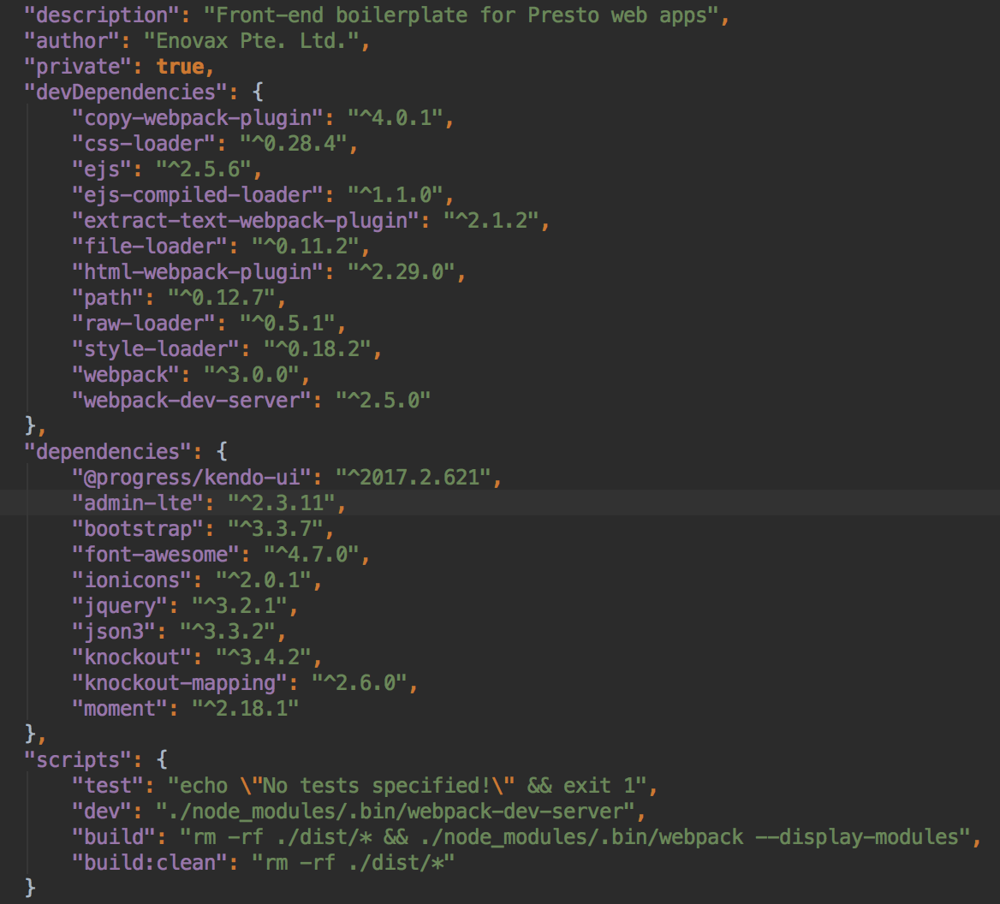 "description": "Front-end boilerplate for Presto web apps",
"author": "Enovax Pte. Ltd.",
"private": true,
"devDependencies": {
    "copy-webpack-plugin": "^4.0.1",
    "css-loader": "^0.28.4",
    "ejs": "^2.5.6",
    "ejs-compiled-loader": "^1.1.0",
    "extract-text-webpack-plugin": "^2.1.2",
    "file-loader": "^0.11.2",
    "html-webpack-plugin": "^2.29.0",
    "path": "^0.12.7",
    "raw-loader": "^0.5.1",
    "style-loader": "^0.18.2",
    "webpack": "^3.0.0",
    "webpack-dev-server": "^2.5.0"
},
"dependencies": {
    "@progress/kendo-ui": "^2017.2.621",
    "admin-lte": "^2.3.11",
    "bootstrap": "^3.3.7",
    "font-awesome": "^4.7.0",
    "ionicons": "^2.0.1",
    "jquery": "^3.2.1",
    "json3": "^3.3.2",
    "knockout": "^3.4.2",
    "knockout-mapping": "^2.6.0",
    "moment": "^2.18.1"
},
"scripts": {
    "test": "echo \"No tests specified!\" && exit 1",
    "dev": "./node_modules/.bin/webpack-dev-server",
    "build": "rm -rf ./dist/* && ./node_modules/.bin/webpack --display-modules",
    "build:clean": "rm -rf ./dist/*"
}